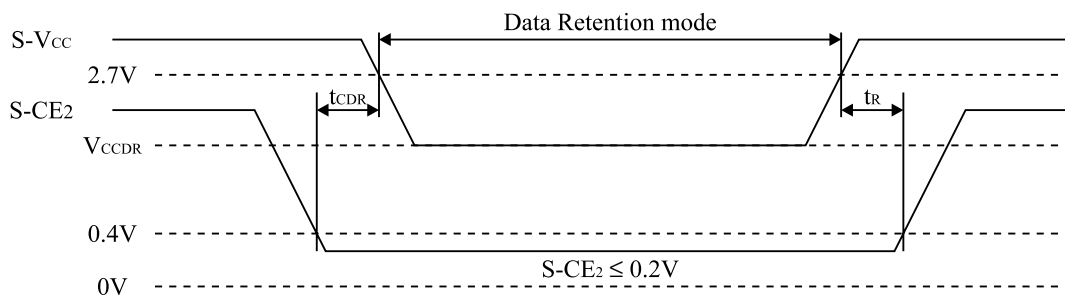 Data Retention mode
S-VCC
2.7V
tCDR
tR
S-CE2
VCCDR
0.4V
S-CE2 ≤ 0.2V
0V